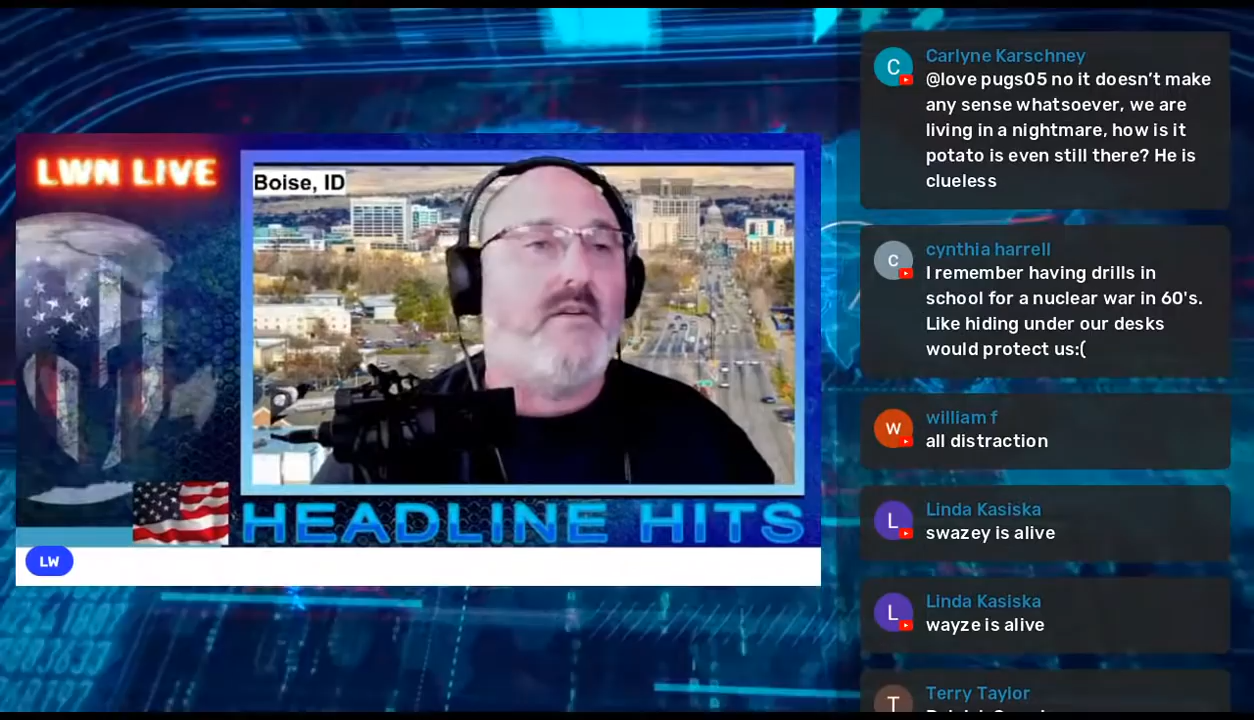 LWN LIVE
Boise, ID
HEADLINE HITS
LW
C
Carlyne Karschney
@love pugs05 no it doesn't make
any sense whatsoever, we are
living in a nightmare, how is it
potato is even still there? He is
clueless
c
cynthia harrell
I remember having drills in
school for a nuclear war in 60's.
Like hiding under our desks
would protect us:(
w
william f
all distraction
L
Linda Kasiska
swazey is alive
L
Linda Kasiska
wayze is alive
T
Terry Taylor